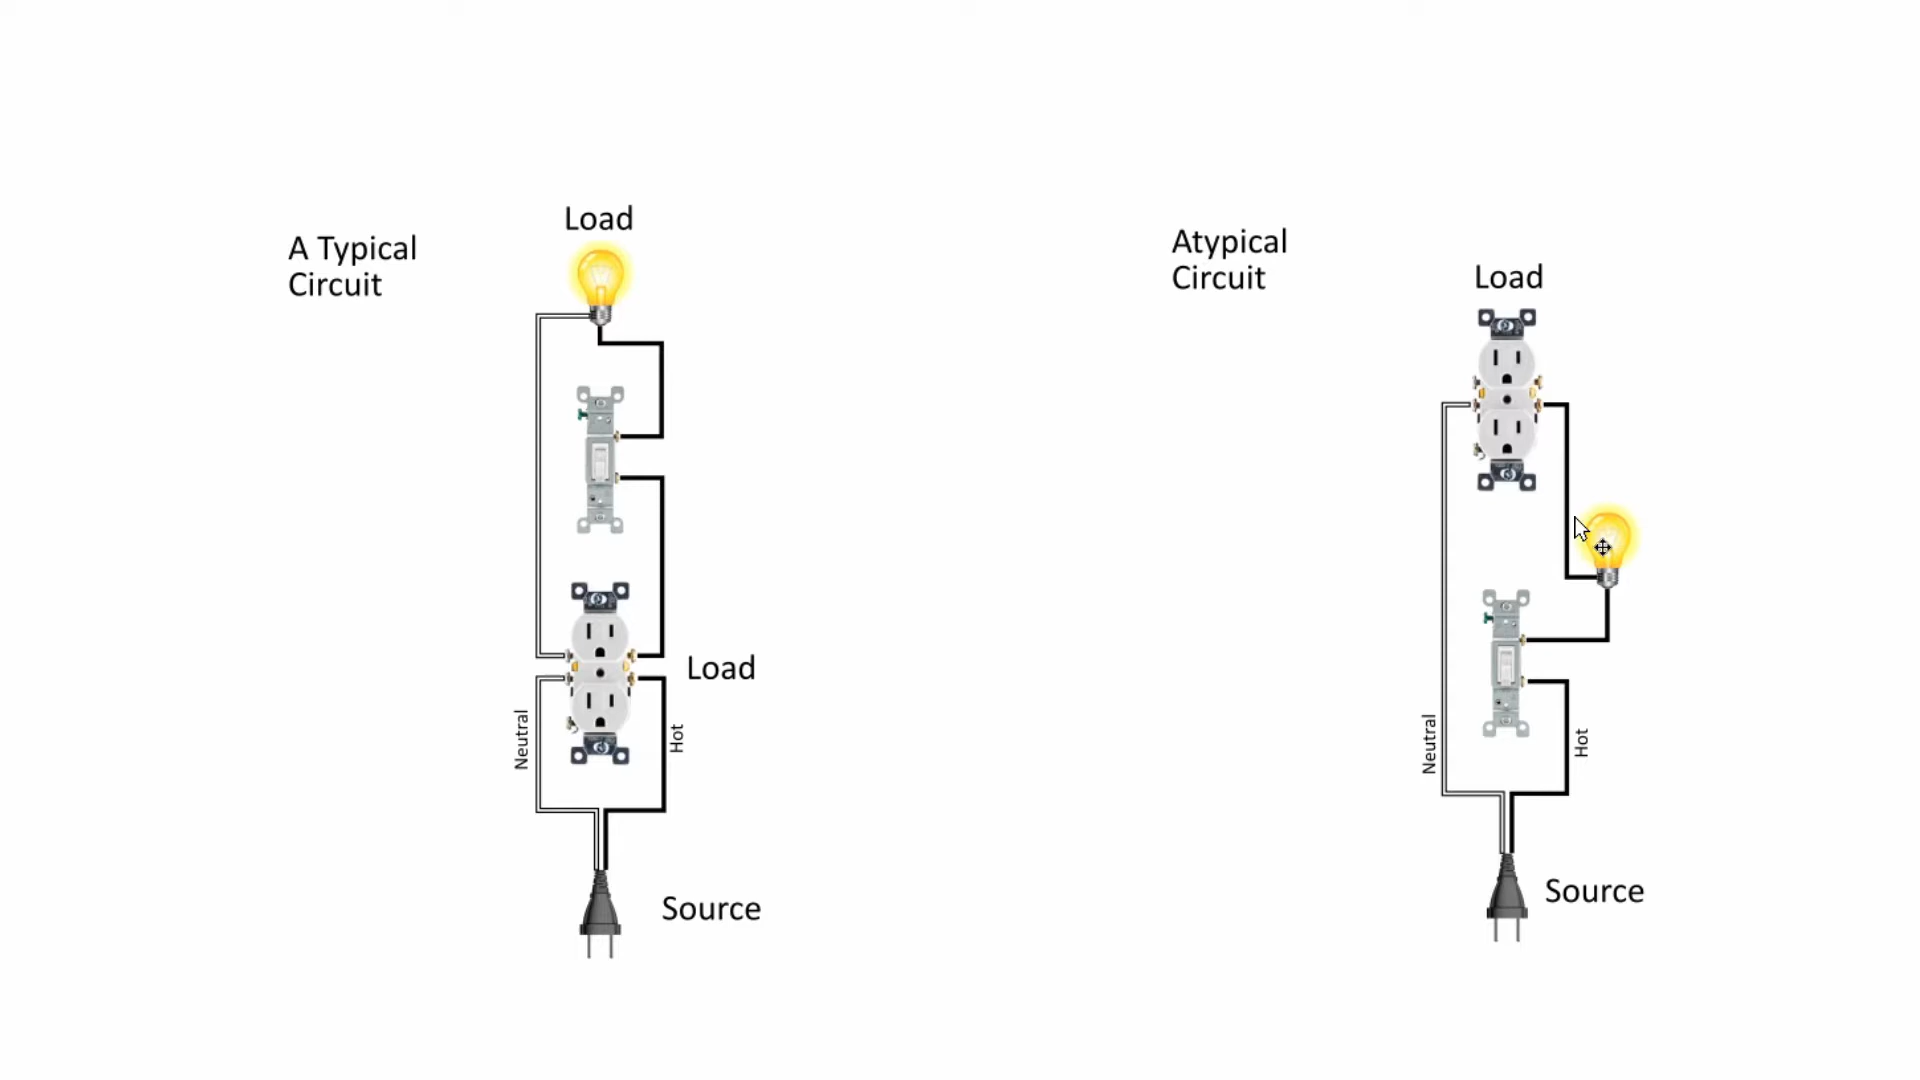 A Typical
Circuit
Load
Load
Neutral
Hot
Source
Atypical
Circuit
Load
Neutral
Hot
Source